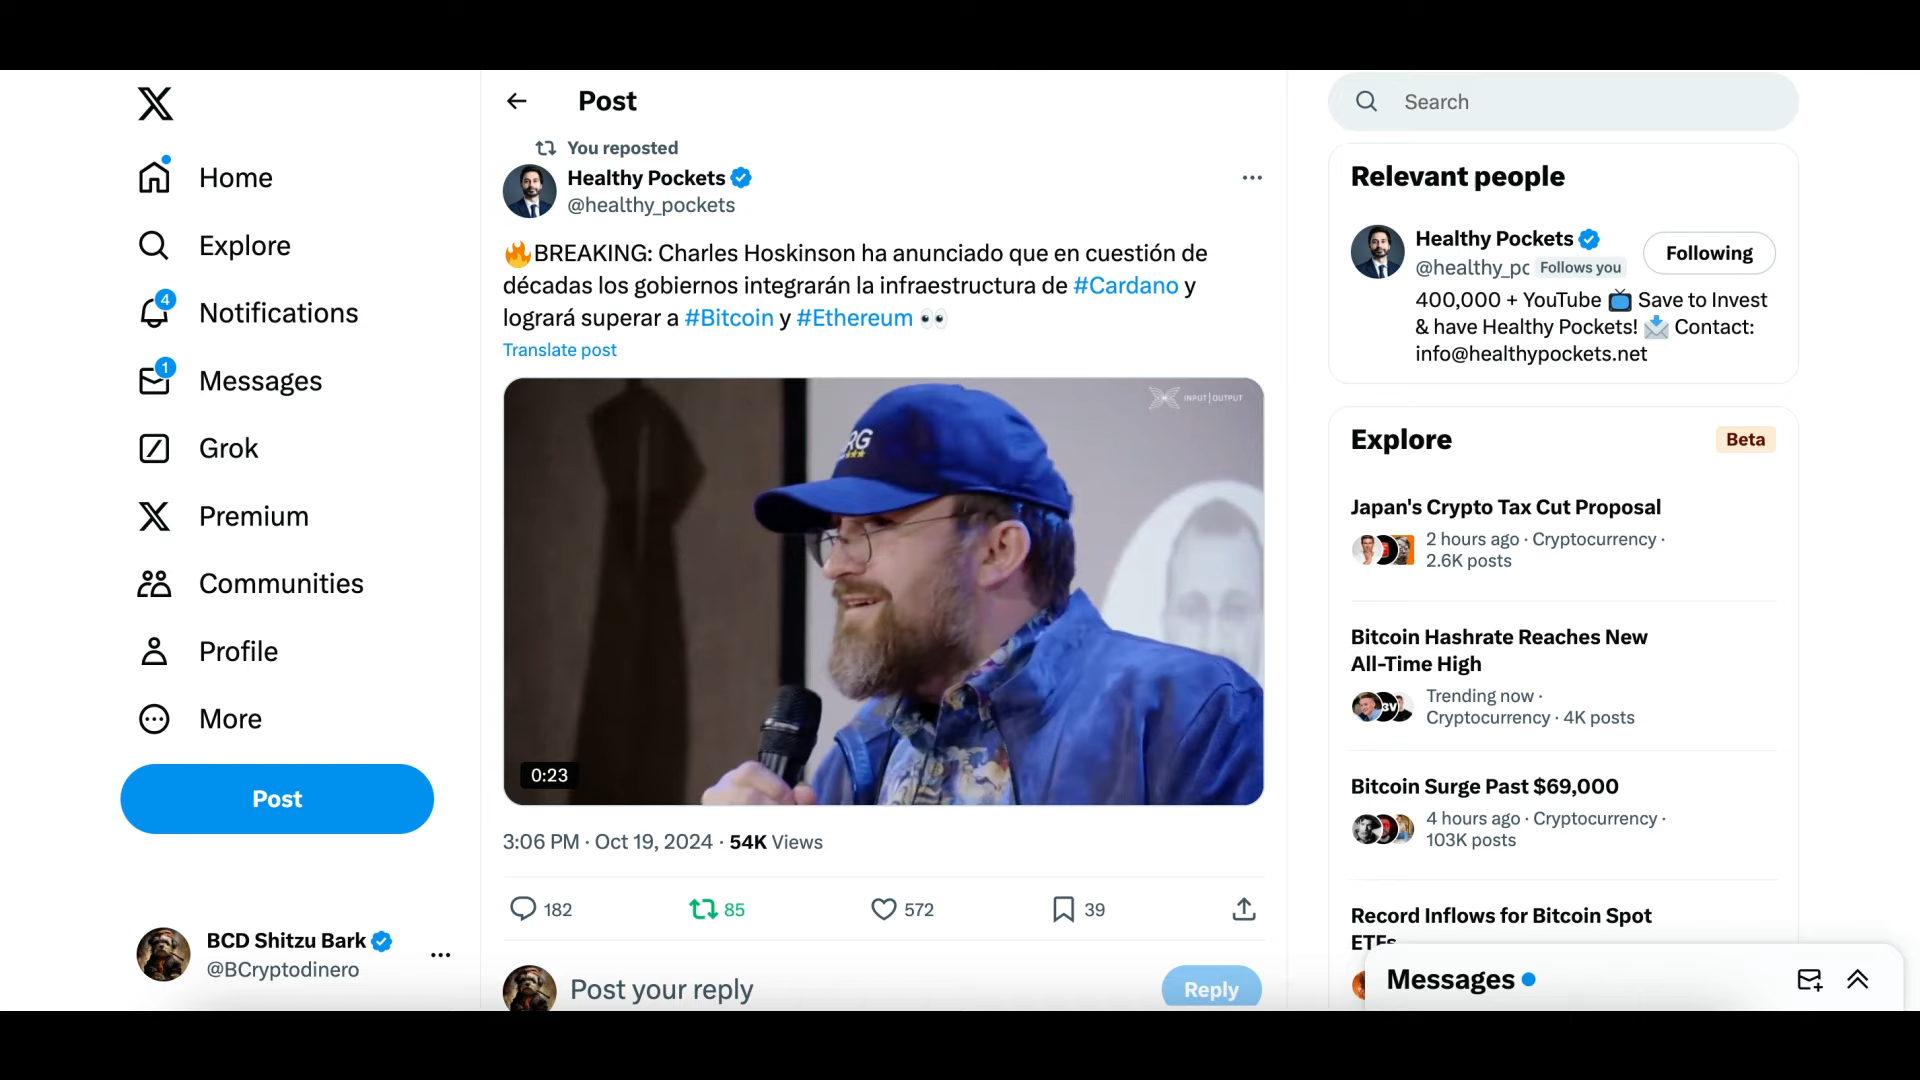 Home
Explore
4
Notifications
1
Messages
Grok
Premium
Communities
Profile
More
Post
BCD Shitzu Bark
@BCryptodinero
Post
You reposted
Healthy Pockets
@healthy_pockets
🔥BREAKING: Charles Hoskinson ha anunciado que en cuestión de
décadas los gobiernos integrarán la infraestructura de #Cardano y
logrará superar a #Bitcoin y #Ethereum 👀
Translate post
INPUT|OUTPUT
RG
0:23
3:06 PM · Oct 19, 2024 · 54K Views
182
85
572
39
Post your reply
Reply
Search
Relevant people
Healthy Pockets
@healthy_pc Follows you
Following
400,000 + YouTube 📺 Save to Invest
& have Healthy Pockets! 📩 Contact:
info@healthypockets.net
Explore
Beta
Japan's Crypto Tax Cut Proposal
2 hours ago · Cryptocurrency ·
2.6K posts
Bitcoin Hashrate Reaches New
All-Time High
Trending now ·
Cryptocurrency · 4K posts
Bitcoin Surge Past $69,000
4 hours ago · Cryptocurrency ·
103K posts
Record Inflows for Bitcoin Spot
ETFs
Messages